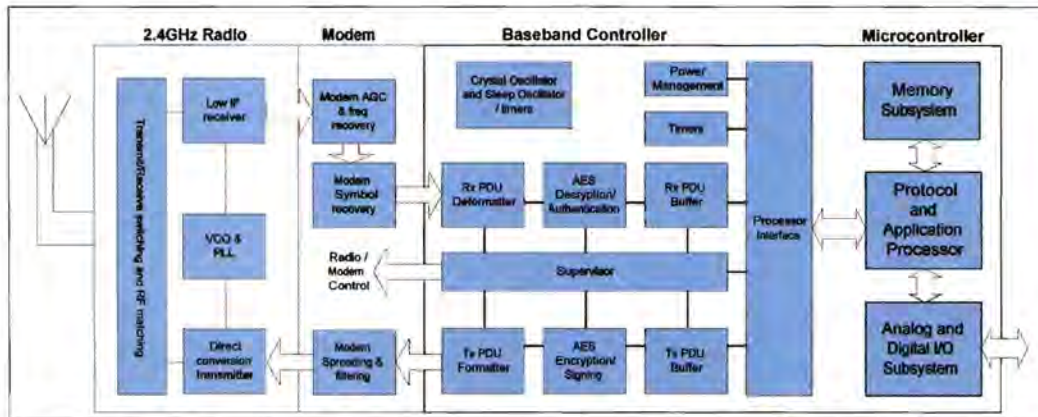 2.4GHz Radio
Modem
Baseband Controller
Microcontroller
Transmit/Receive switching and RF matching
Low IF
receiver
VCO &
PLL
Direct
conversion
transmitter
Modem AGC
& freq
recovery
Modem
Symbol
recovery
Radio /
Modem
Control
Modem
Spreading &
filtering
Crystal Oscillator
and Sleep Oscillator
/ timers
Power
Management
Timers
Rx PDU
Deformatter
AES
Decryption/
Authentication
Rx PDU
Buffer
Supervisor
Tx PDU
Formatter
AES
Encryption/
Signing
Tx PDU
Buffer
Processor
Interface
Memory
Subsystem
Protocol
and
Application
Processor
Analog and
Digital I/O
Subsystem